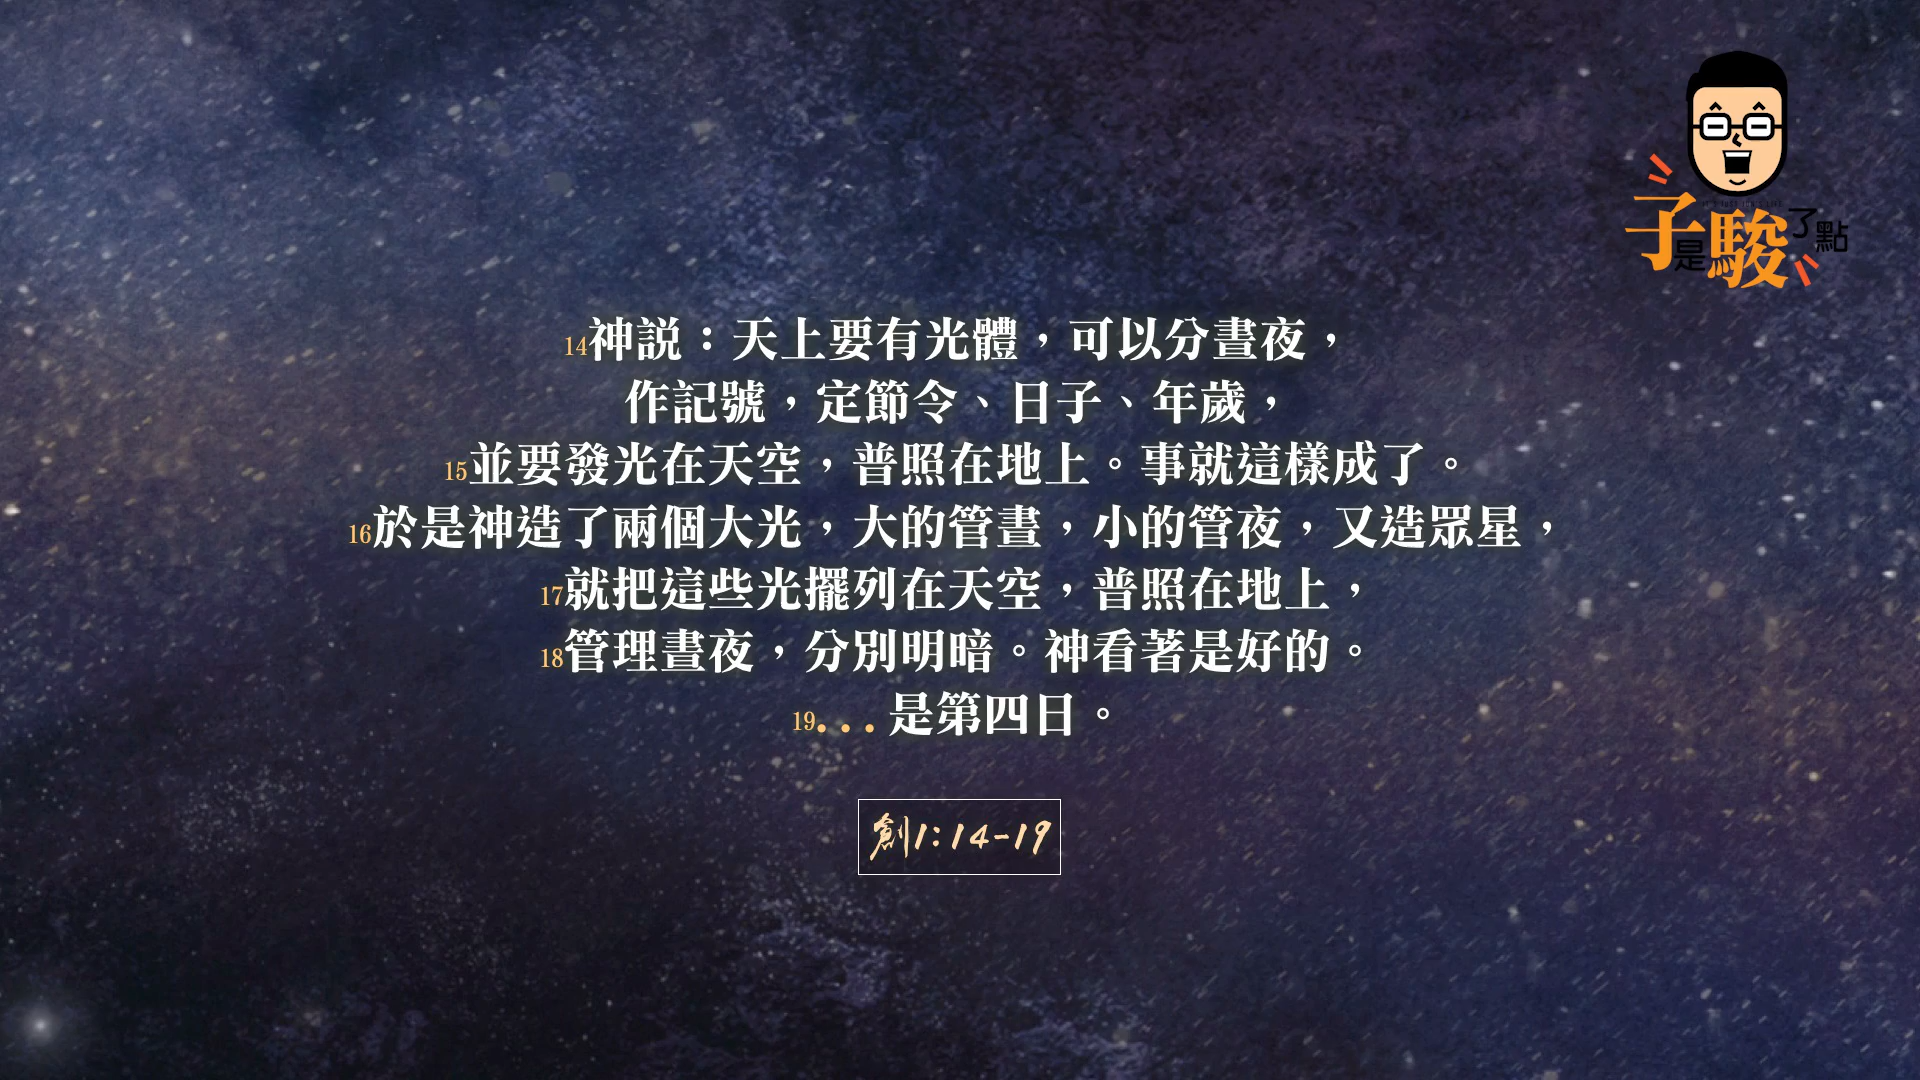 子是駿了點
14神説：天上要有光體，可以分晝夜，
作記號，定節令、日子、年歲，
15並要發光在天空，普照在地上。事就這樣成了。
16於是神造了兩個大光，大的管晝，小的管夜，又造眾星，
17就把這些光擺列在天空，普照在地上，
18管理晝夜，分別明暗。神看著是好的。
19... 是第四日。
創1:14-19